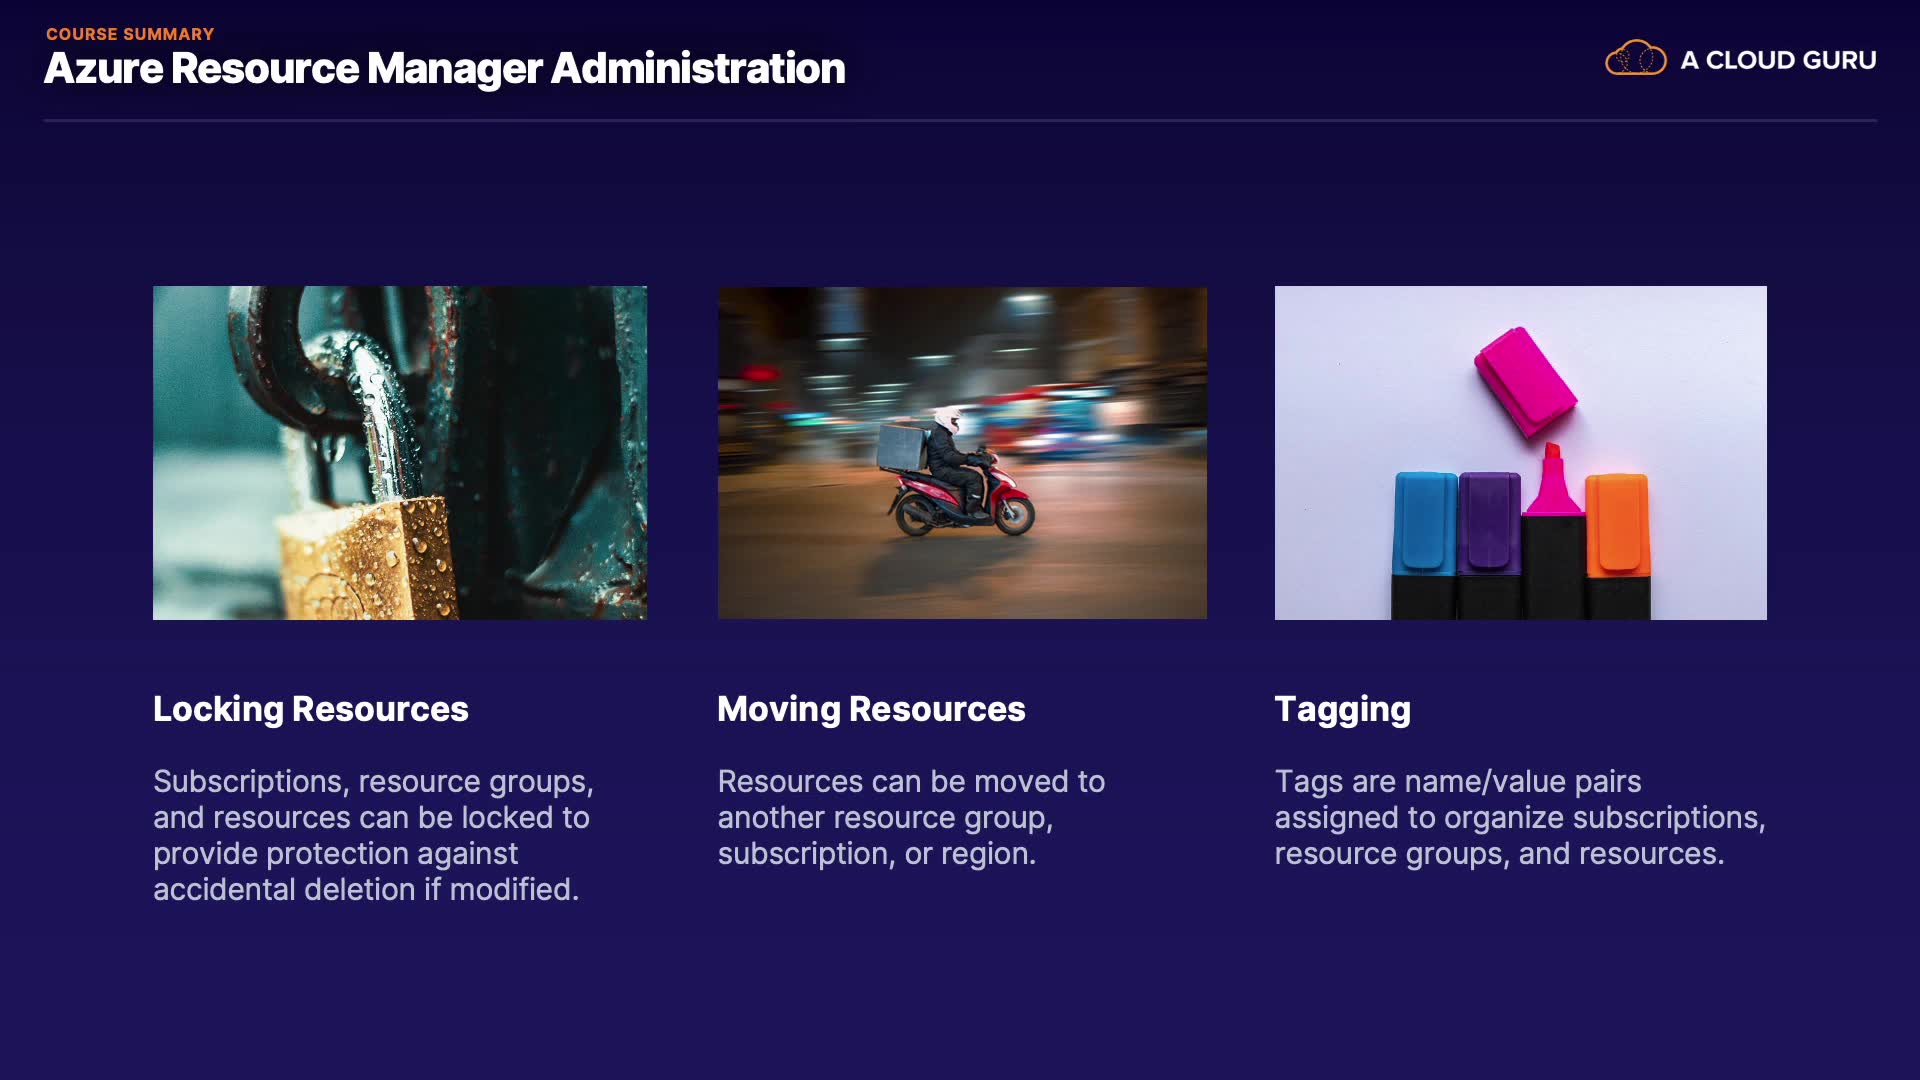 COURSE SUMMARY
Azure Resource Manager Administration
A CLOUD GURU
Locking Resources
Subscriptions, resource groups,
and resources can be locked to
provide protection against
accidental deletion if modified.
Moving Resources
Resources can be moved to
another resource group,
subscription, or region.
Tagging
Tags are name/value pairs
assigned to organize subscriptions,
resource groups, and resources.